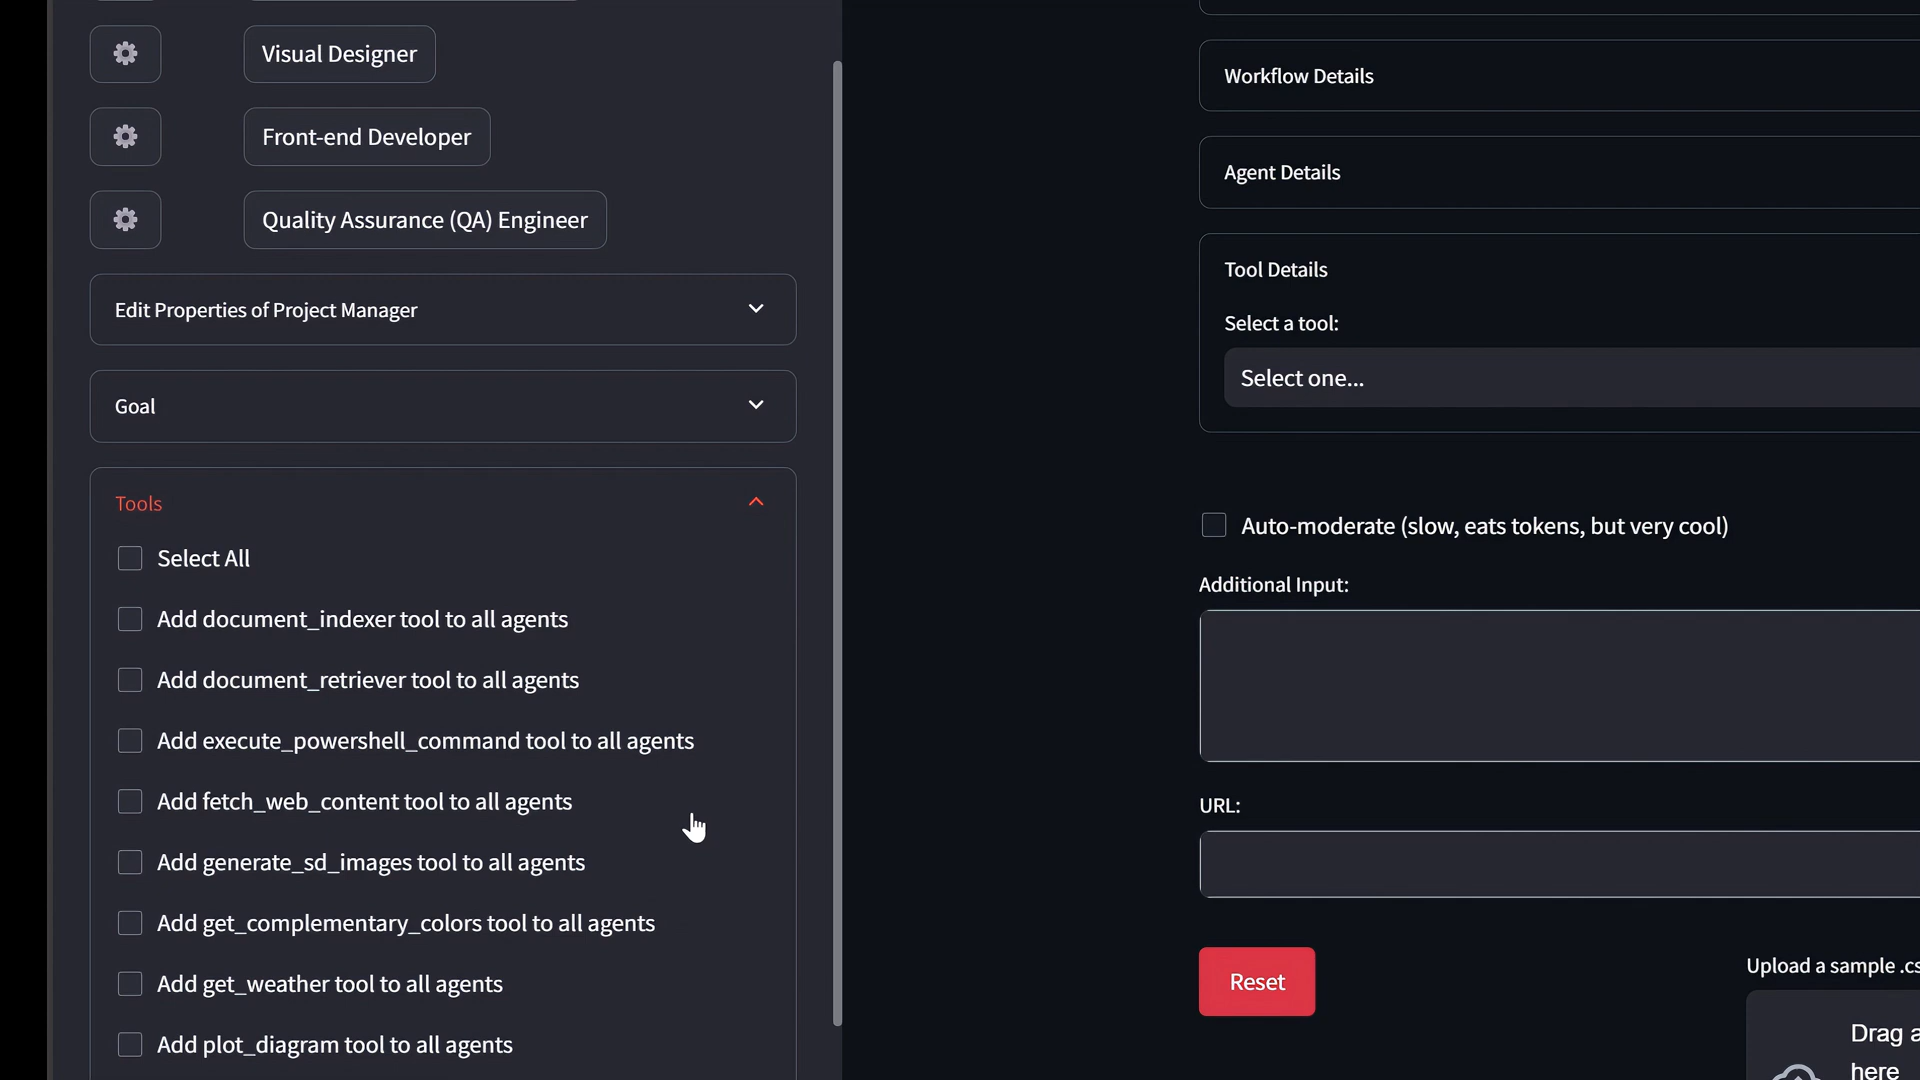 Visual Designer
Front-end Developer
Quality Assurance (QA) Engineer
Edit Properties of Project Manager
Goal
Tools
Select All
Add document_indexer tool to all agents
Add document_retriever tool to all agents
Add execute_powershell_command tool to all agents
Add fetch_web_content tool to all agents
Add generate_sd_images tool to all agents
Add get_complementary_colors tool to all agents
Add get_weather tool to all agents
Add plot_diagram tool to all agents
Workflow Details
Agent Details
Tool Details
Select a tool:
Select one...
Auto-moderate (slow, eats tokens, but very cool)
Additional Input:
URL:
Reset
Upload a sample .cs
Drag a
here